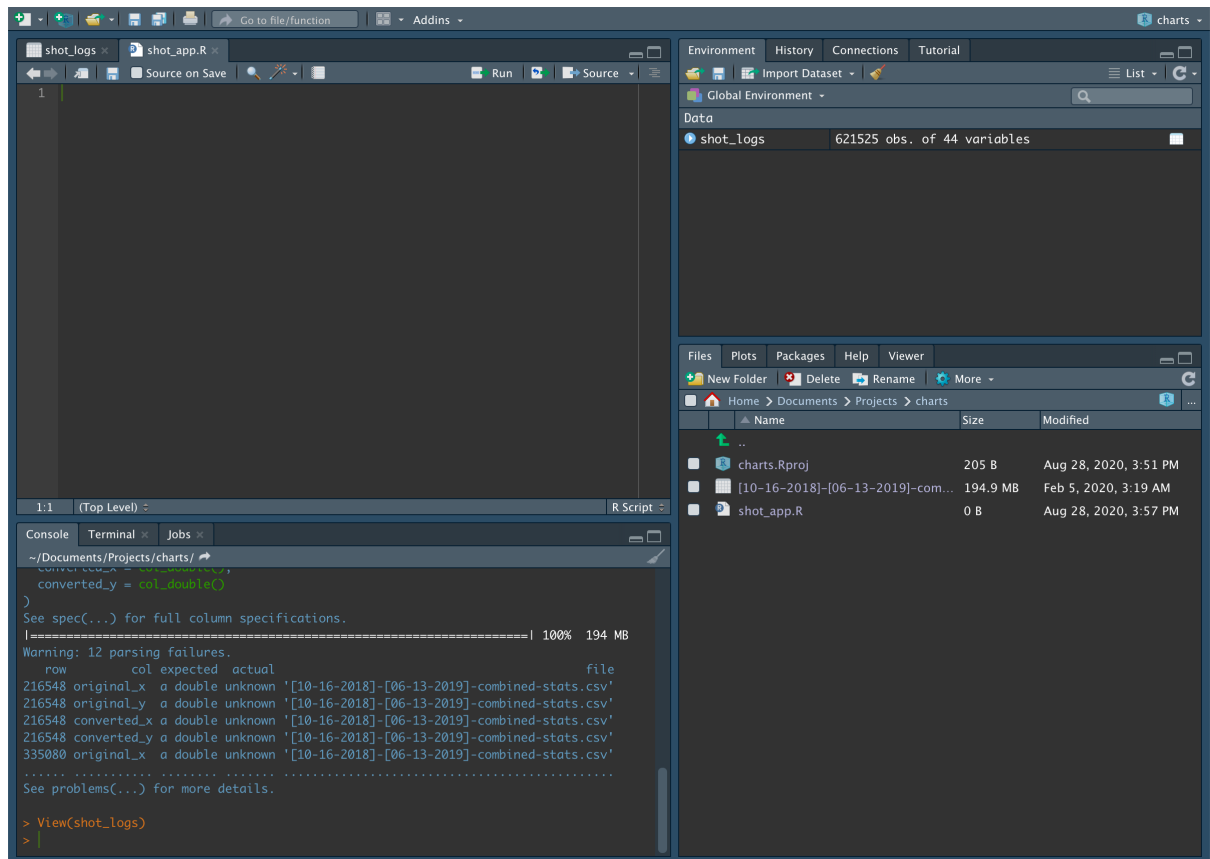 Go to file/function Addins charts
shot_logs shot_app.R
Source on Save Run Source
1
1:1 (Top Level) R Script
Console Terminal Jobs
~/Documents/Projects/charts/
converted_x = col_double(),
converted_y = col_double()
)
See spec(...) for full column specifications.
|=====================================================================| 100% 194 MB
Warning: 12 parsing failures.
row col expected actual file
216548 original_x a double unknown '[10-16-2018]-[06-13-2019]-combined-stats.csv'
216548 original_y a double unknown '[10-16-2018]-[06-13-2019]-combined-stats.csv'
216548 converted_x a double unknown '[10-16-2018]-[06-13-2019]-combined-stats.csv'
216548 converted_y a double unknown '[10-16-2018]-[06-13-2019]-combined-stats.csv'
335080 original_x a double unknown '[10-16-2018]-[06-13-2019]-combined-stats.csv'
...... ........... ........ ....... ..............................................
See problems(...) for more details.
> View(shot_logs)
>
Environment History Connections Tutorial
Import Dataset List
Global Environment
Data
shot_logs 621525 obs. of 44 variables
Files Plots Packages Help Viewer
New Folder Delete Rename More
Home Documents Projects charts ...
Name Size Modified
..
charts.Rproj 205 B Aug 28, 2020, 3:51 PM
[10-16-2018]-[06-13-2019]-com... 194.9 MB Feb 5, 2020, 3:19 AM
shot_app.R 0 B Aug 28, 2020, 3:57 PM